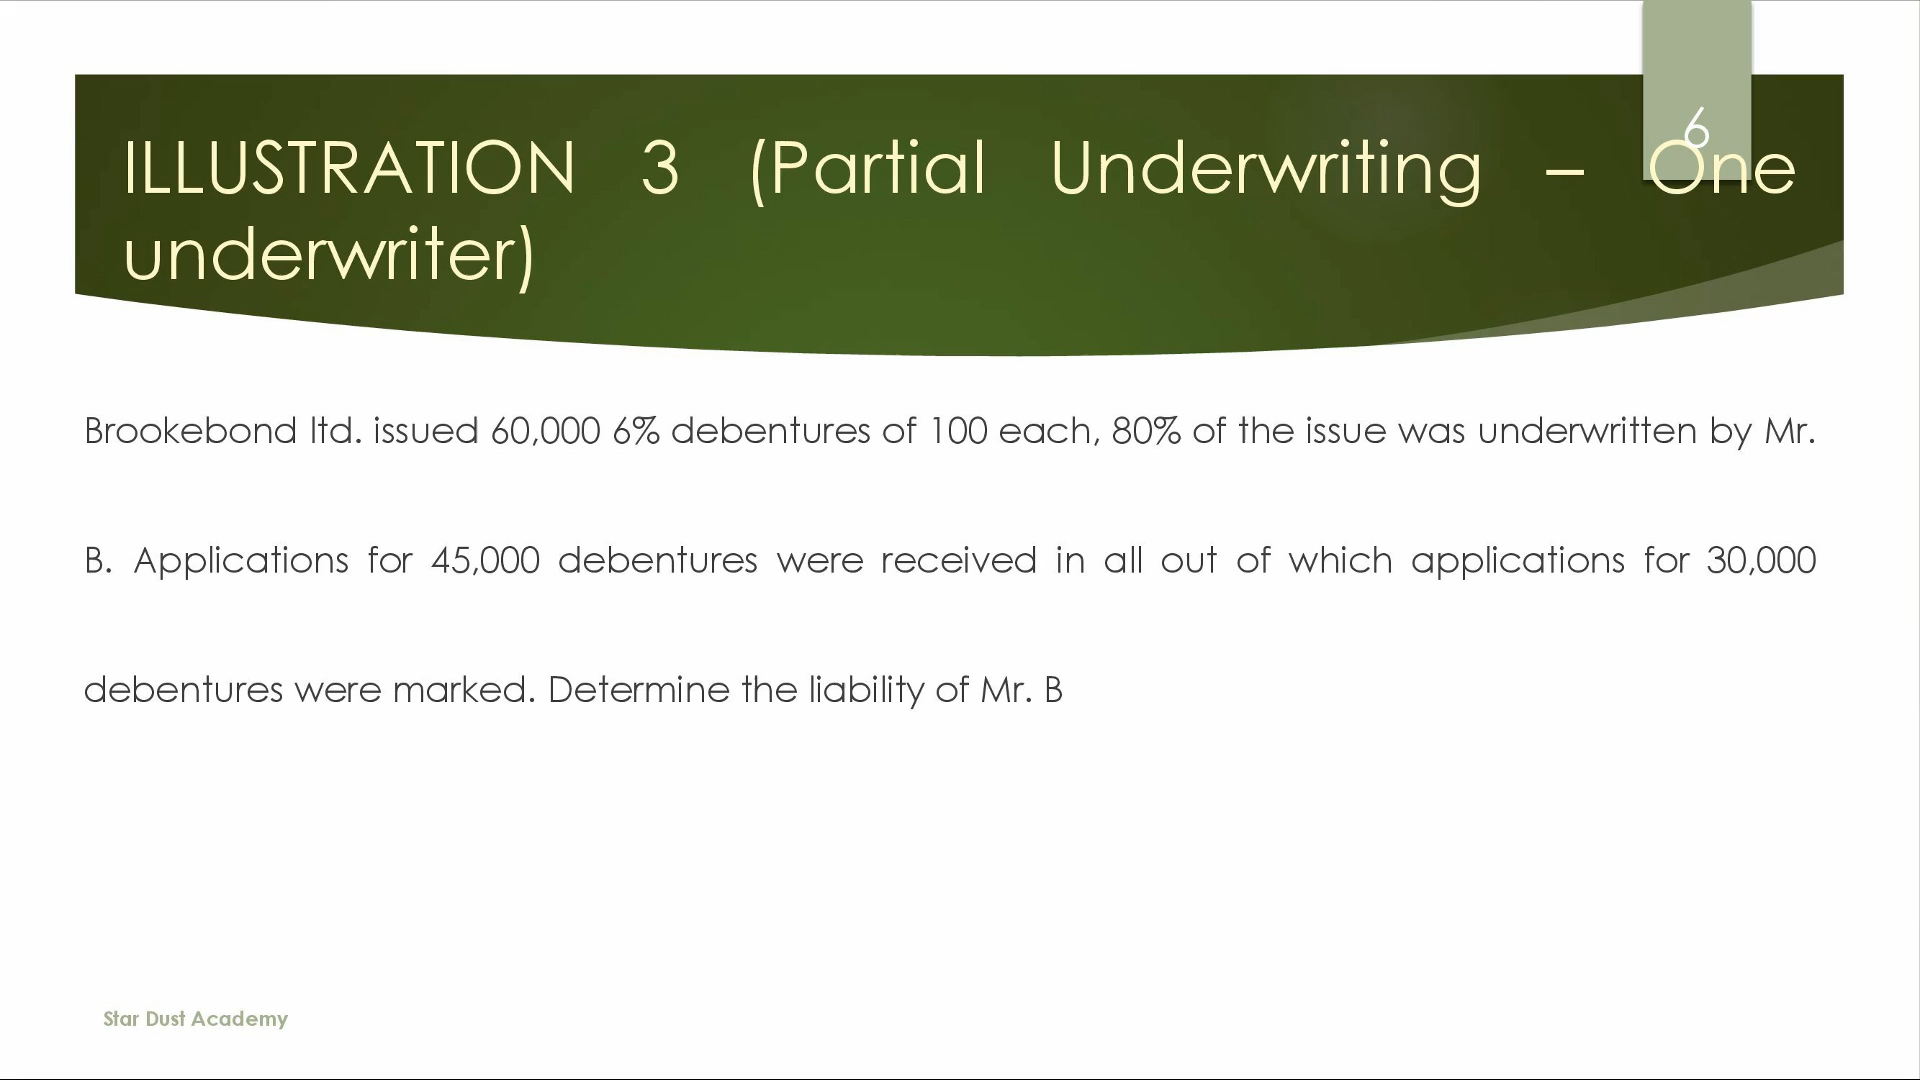 6
ILLUSTRATION 3 (Partial Underwriting – One
underwriter)
Brookebond ltd. issued 60,000 6% debentures of 100 each, 80% of the issue was underwritten by Mr.
B. Applications for 45,000 debentures were received in all out of which applications for 30,000
debentures were marked. Determine the liability of Mr. B
Star Dust Academy